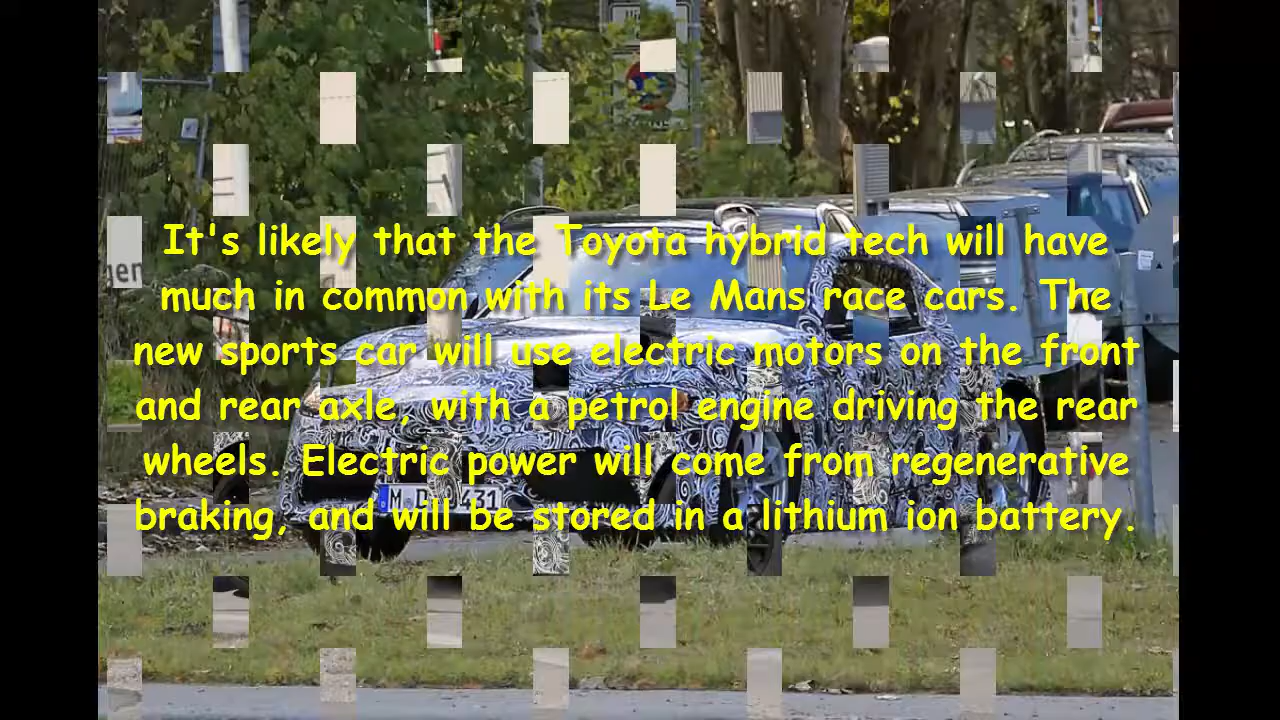 It's likely that the Toyota hybrid tech will have
much in common with its Le Mans race cars. The
new sports car will use electric motors on the front
and rear axle, with a petrol engine driving the rear
wheels. Electric power will come from regenerative
braking, and will be stored in a lithium ion battery.
gen
431